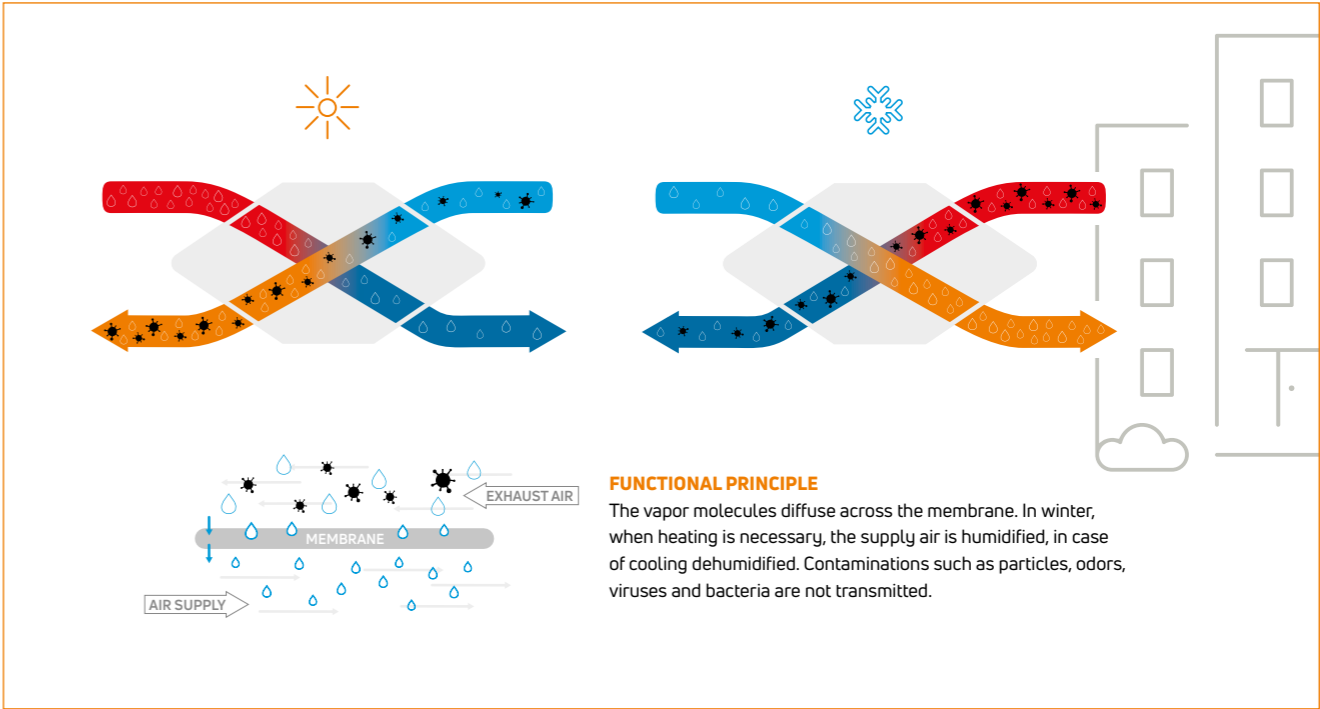 EXHAUST AIR
MEMBRANE
AIR SUPPLY
FUNCTIONAL PRINCIPLE
The vapor molecules diffuse across the membrane. In winter,
when heating is necessary, the supply air is humidified, in case
of cooling dehumidified. Contaminations such as particles, odors,
viruses and bacteria are not transmitted.